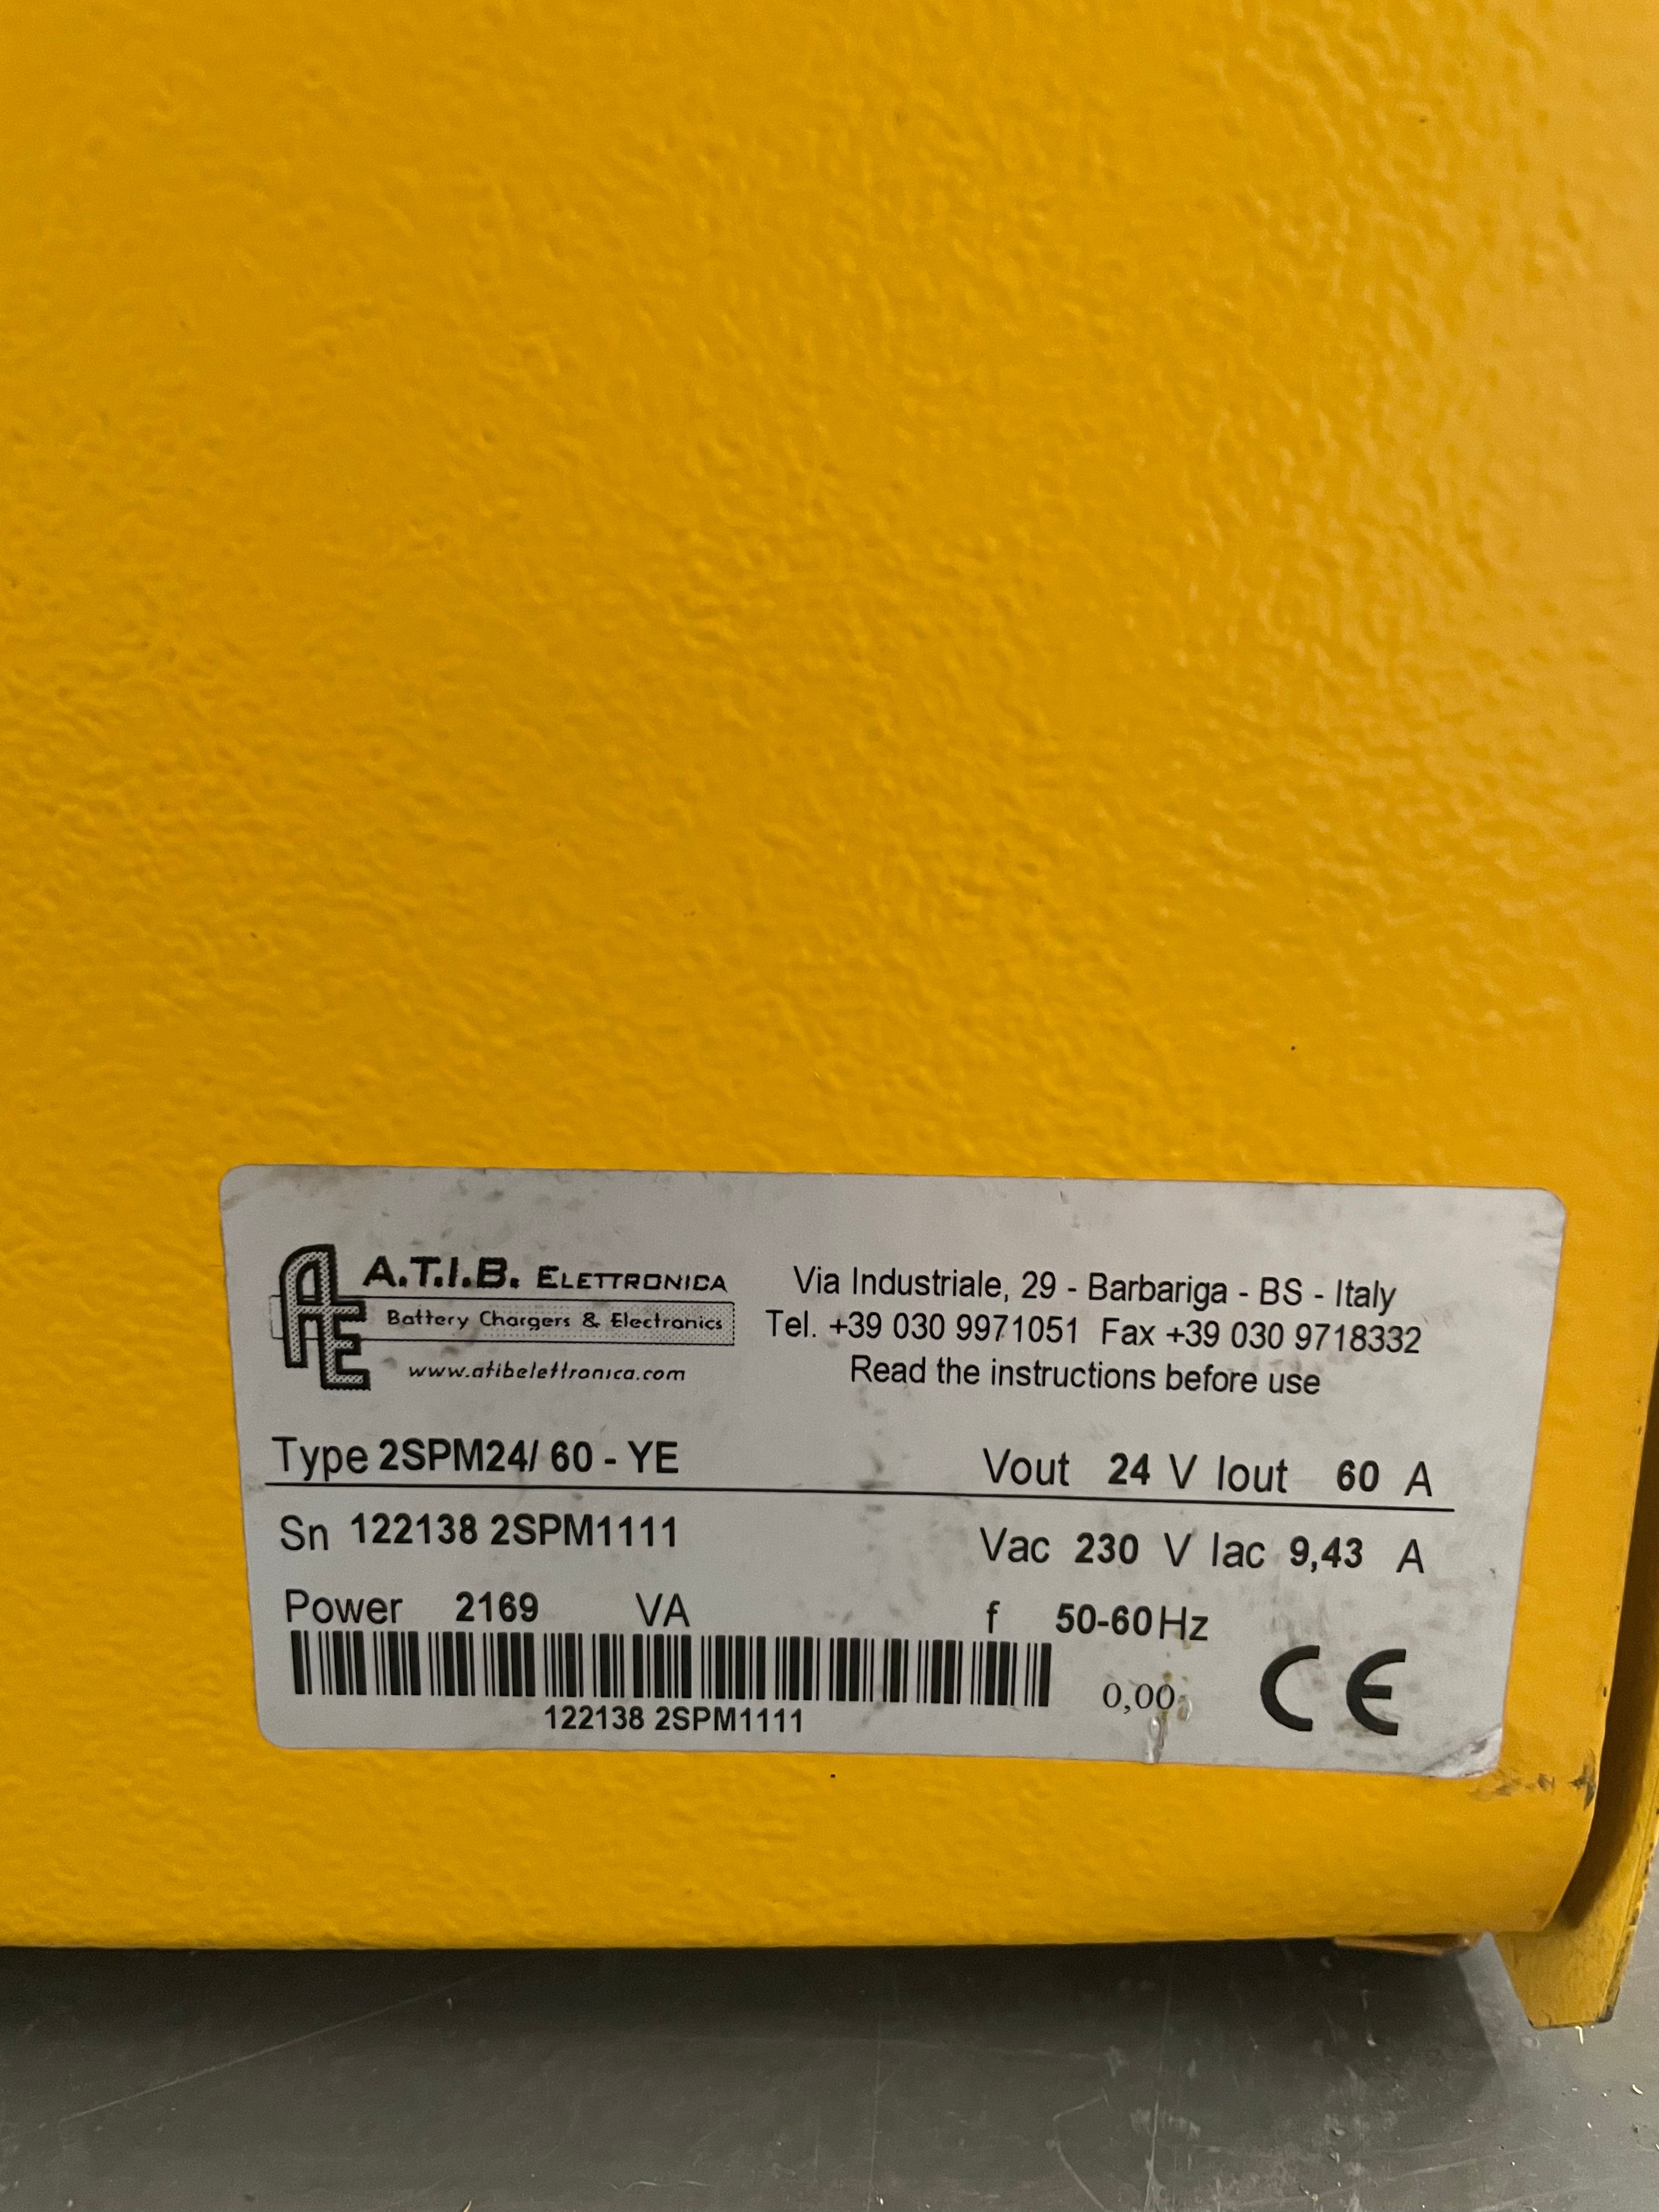 A.T.I.B. ELETTRONICA
Battery Chargers & Electronics
www.atibelettronica.com
Via Industriale, 29 - Barbariga - BS - Italy
Tel. +39 030 9971051 Fax +39 030 9718332
Read the instructions before use
Type 2SPM24/ 60 - YE Vout 24 V Iout 60 A
Sn 122138 2SPM1111 Vac 230 V Iac 9,43 A
Power 2169 VA f 50-60 Hz
122138 2SPM1111
0,00
CE